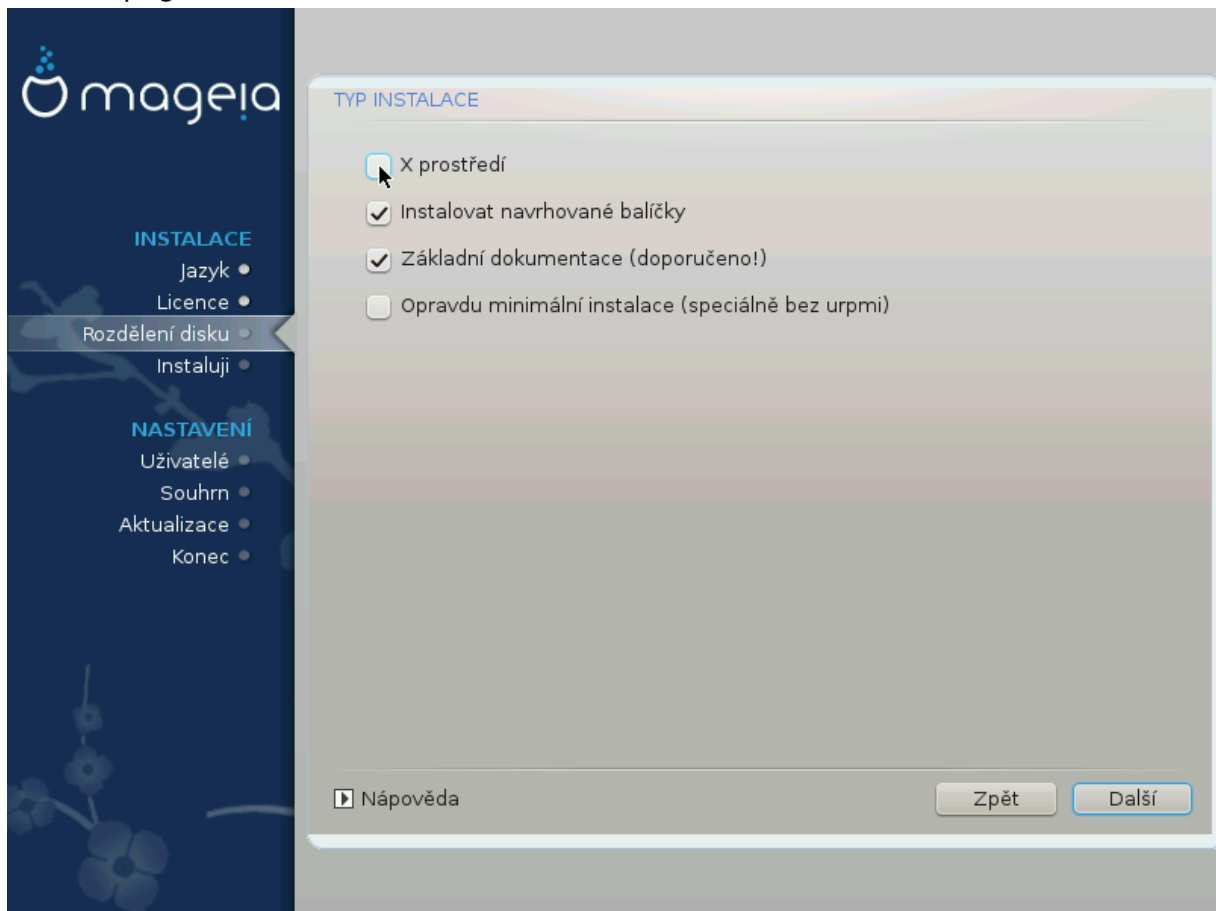 mageia
INSTALACE
Jazyk
Licence
Rozdělení disku
Instaluji
NASTAVENÍ
Uživatelé
Souhrn
Aktualizace
Konec
TYP INSTALACE
X prostředí
Instalovat navrhované balíčky
Základní dokumentace (doporučeno!)
Opravdu minimální instalace (speciálně bez urpmi)
Nápověda
Zpět
Další